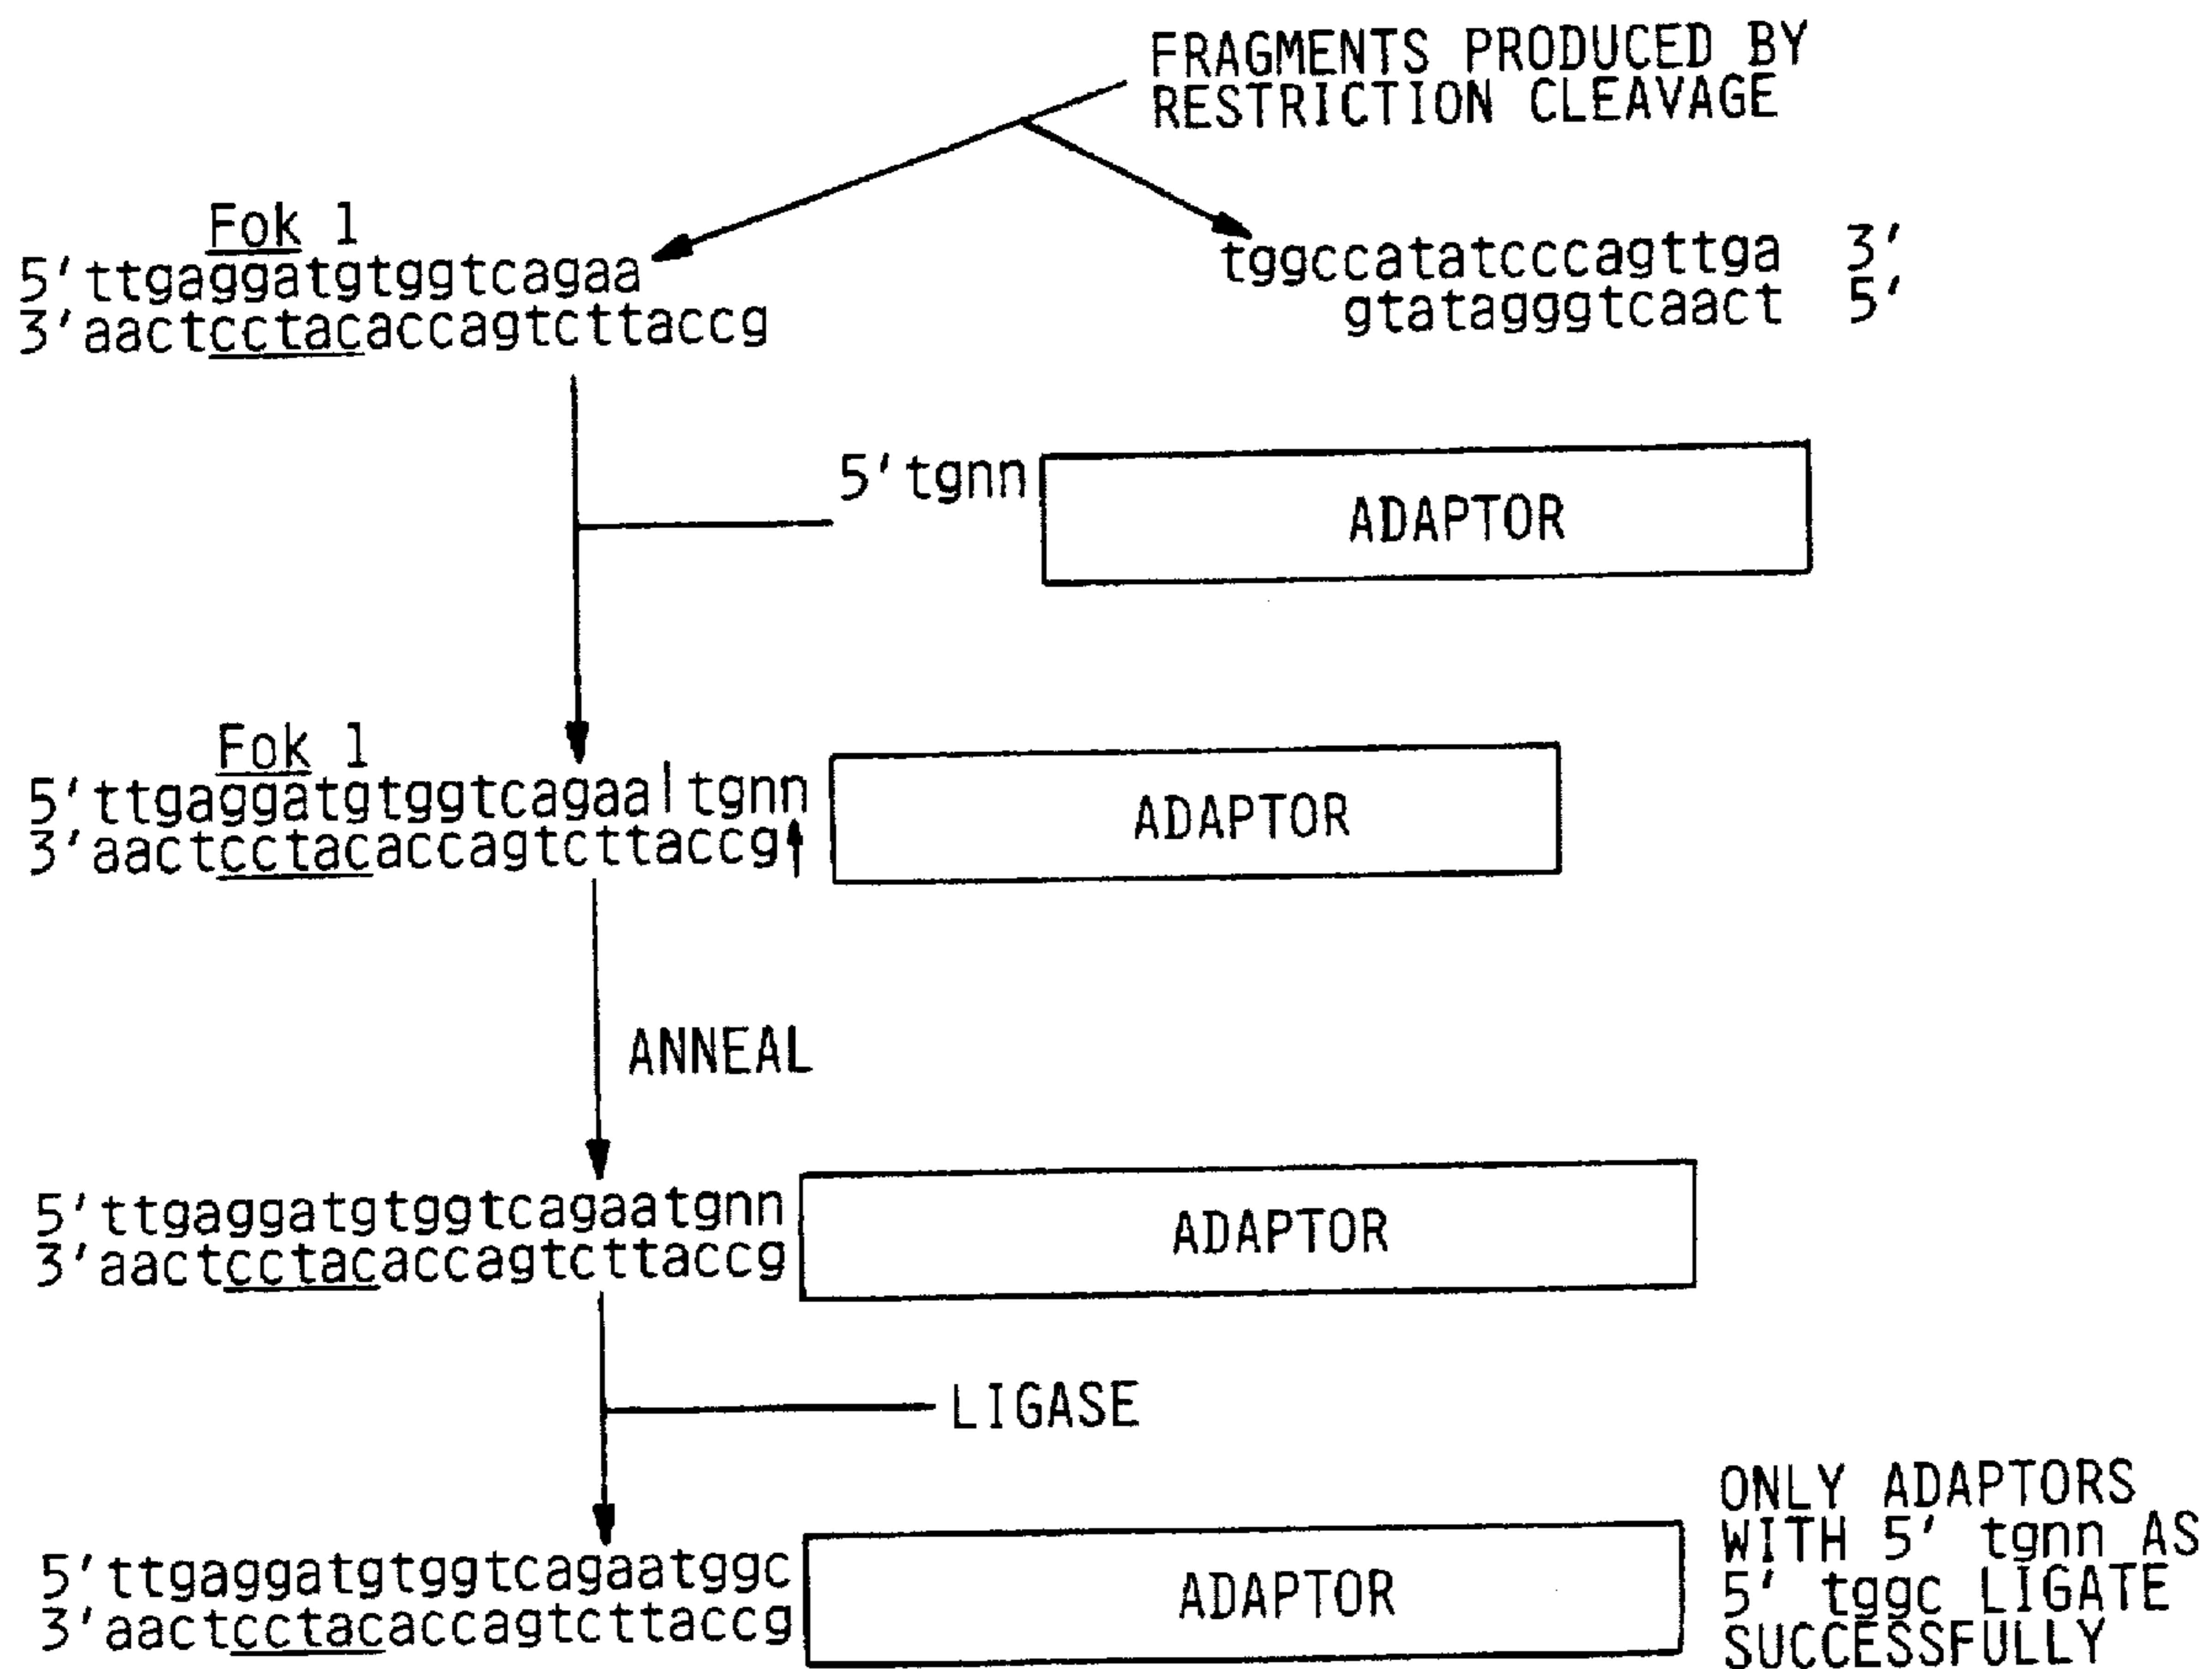 FRAGMENTS PRODUCED BY
RESTRICTION CLEAVAGE
Fok 1
5'ttgaggatgtggtcagaa
3'aactcctacaccagtcttaccg
tggccatatcccagttga 3'
gtatagggtcaact 5'
5'tgnn
ADAPTOR
Fok 1
5'ttgaggatgtggtcagaa|tgnn
3'aactcctacaccagtcttaccg
ADAPTOR
ANNEAL
5'ttgaggatgtggtcagaatgnn
3'aactcctacaccagtcttaccg
ADAPTOR
LIGASE
5'ttgaggatgtggtcagaatggc
3'aactcctacaccagtcttaccg
ADAPTOR
ONLY ADAPTORS
WITH 5' tgnn AS
5' tggc LIGATE
SUCCESSFULLY